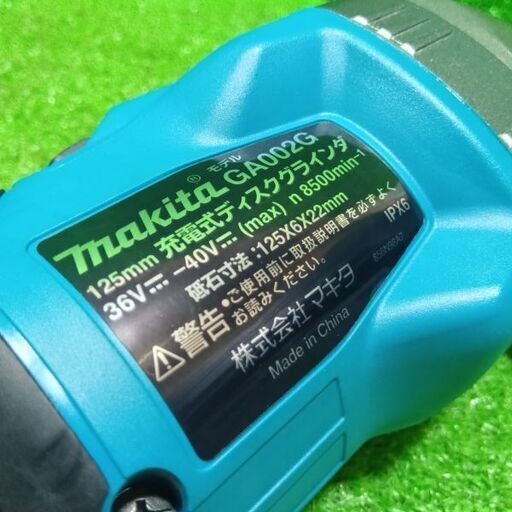 makita® モデル GA002G
125mm 充電式ディスクグラインダ
36V⎓ -40V⎓(max) n 8500min-1
砥石寸法:125X6X22mm
⚠警告・ご使用前に取扱説明書を必ずよく
お読みください。
IPX6
株式会社マキタ
Made in China